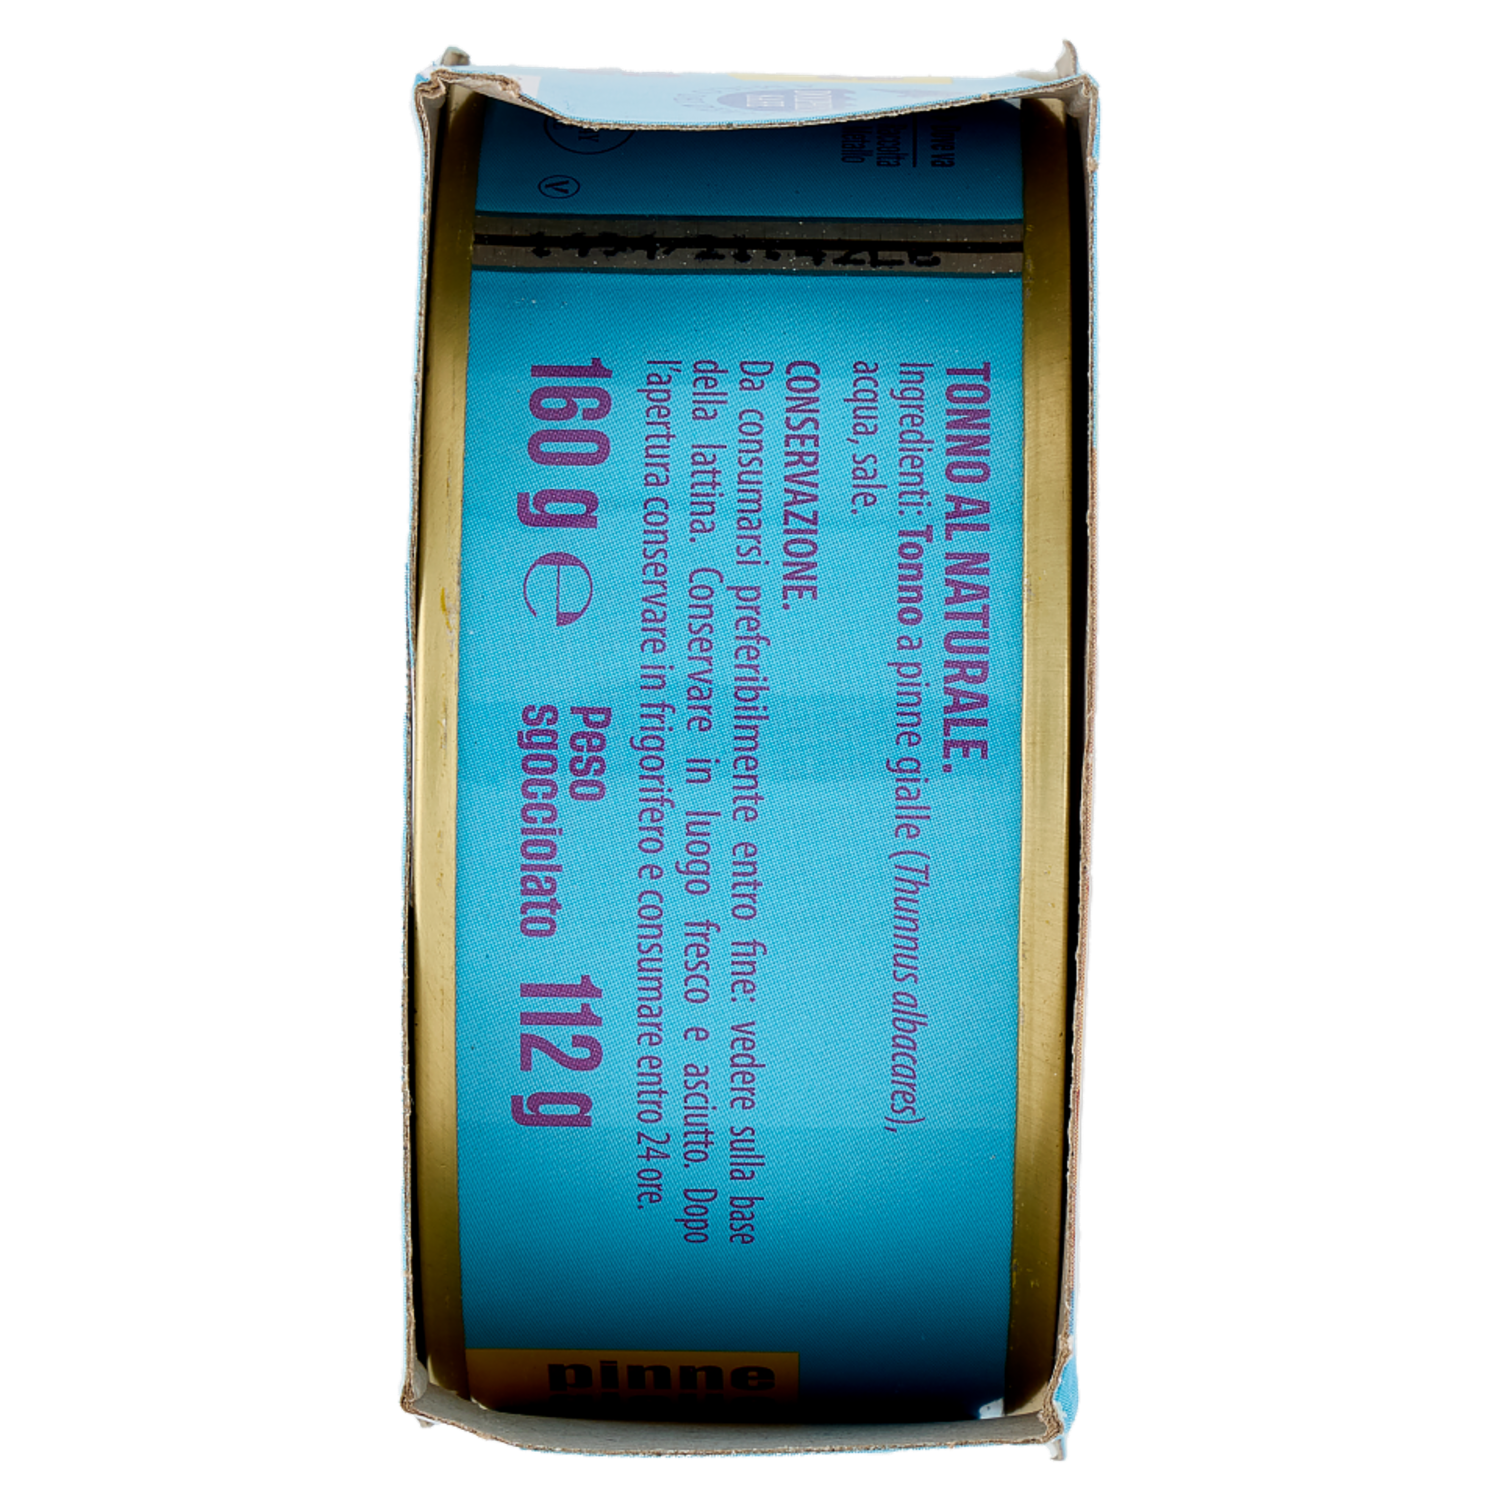 TONNO AL NATURALE.
Ingredienti: Tonno a pinne gialle (Thunnus albacares),
acqua, sale.
CONSERVAZIONE.
Da consumarsi preferibilmente entro fine: vedere sulla base
della lattina. Conservare in luogo fresco e asciutto. Dopo
l'apertura conservare in frigorifero e consumare entro 24 ore.
160 g e peso
sgocciolato 112 g
pinne
va
V